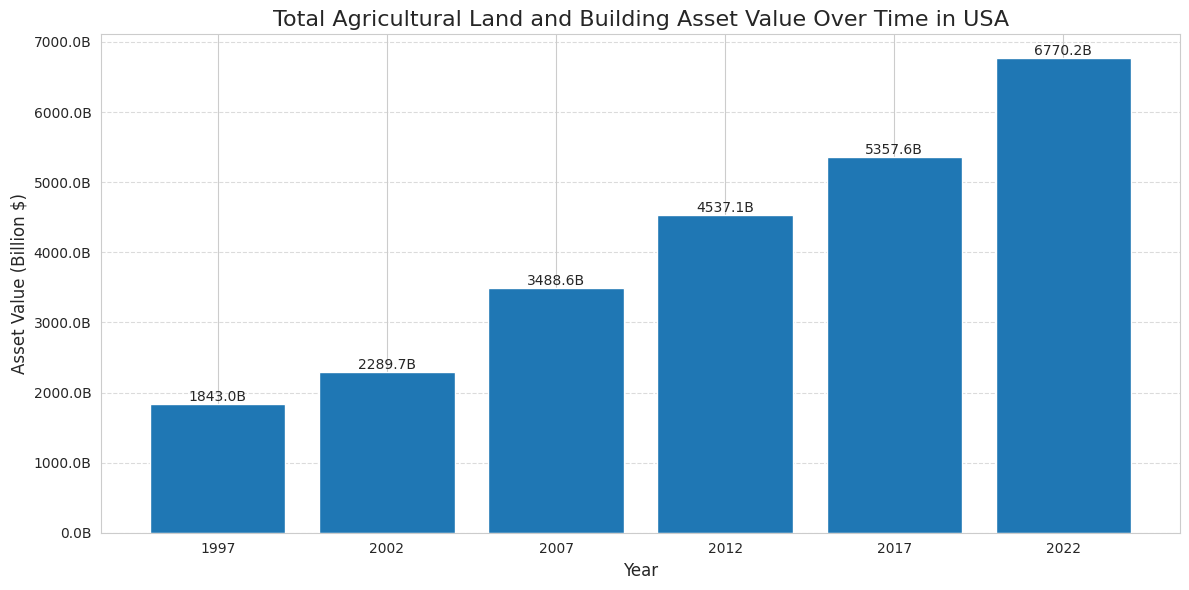 Total Agricultural Land and Building Asset Value Over Time in USA
Asset Value (Billion $)
7000.0B
6000.0B
5000.0B
4000.0B
3000.0B
2000.0B
1000.0B
0.0B
1843.0B
2289.7B
3488.6B
4537.1B
5357.6B
6770.2B
1997 2002 2007 2012 2017 2022
Year